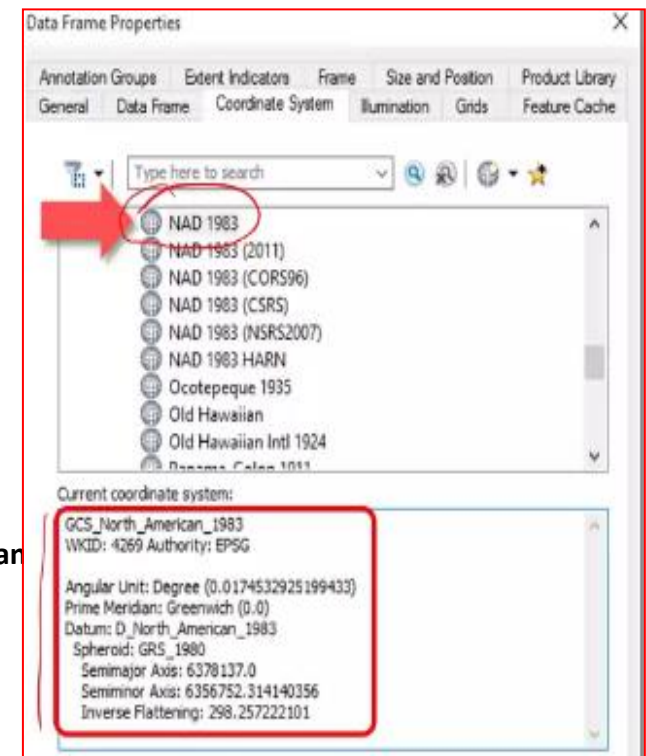 Data Frame Properties
Annotation Groups Extent Indicators Frame Size and Position Product Library
General Data Frame Coordinate System Illumination Grids Feature Cache
Type here to search
NAD 1983
NAD 1983 (2011)
NAD 1983 (CORS96)
NAD 1983 (CSRS)
NAD 1983 (NSRS2007)
NAD 1983 HARN
Ocotepeque 1935
Old Hawaiian
Old Hawaiian Intl 1924
Panama-Colon 1911
Current coordinate system:
GCS_North_American_1983
WKID: 4269 Authority: EPSG
an
Angular Unit: Degree (0.0174532925199433)
Prime Meridian: Greenwich (0.0)
Datum: D_North_American_1983
Spheroid: GRS_1980
Semimajor Axis: 6378137.0
Semiminor Axis: 6356752.314140356
Inverse Flattening: 298.257222101